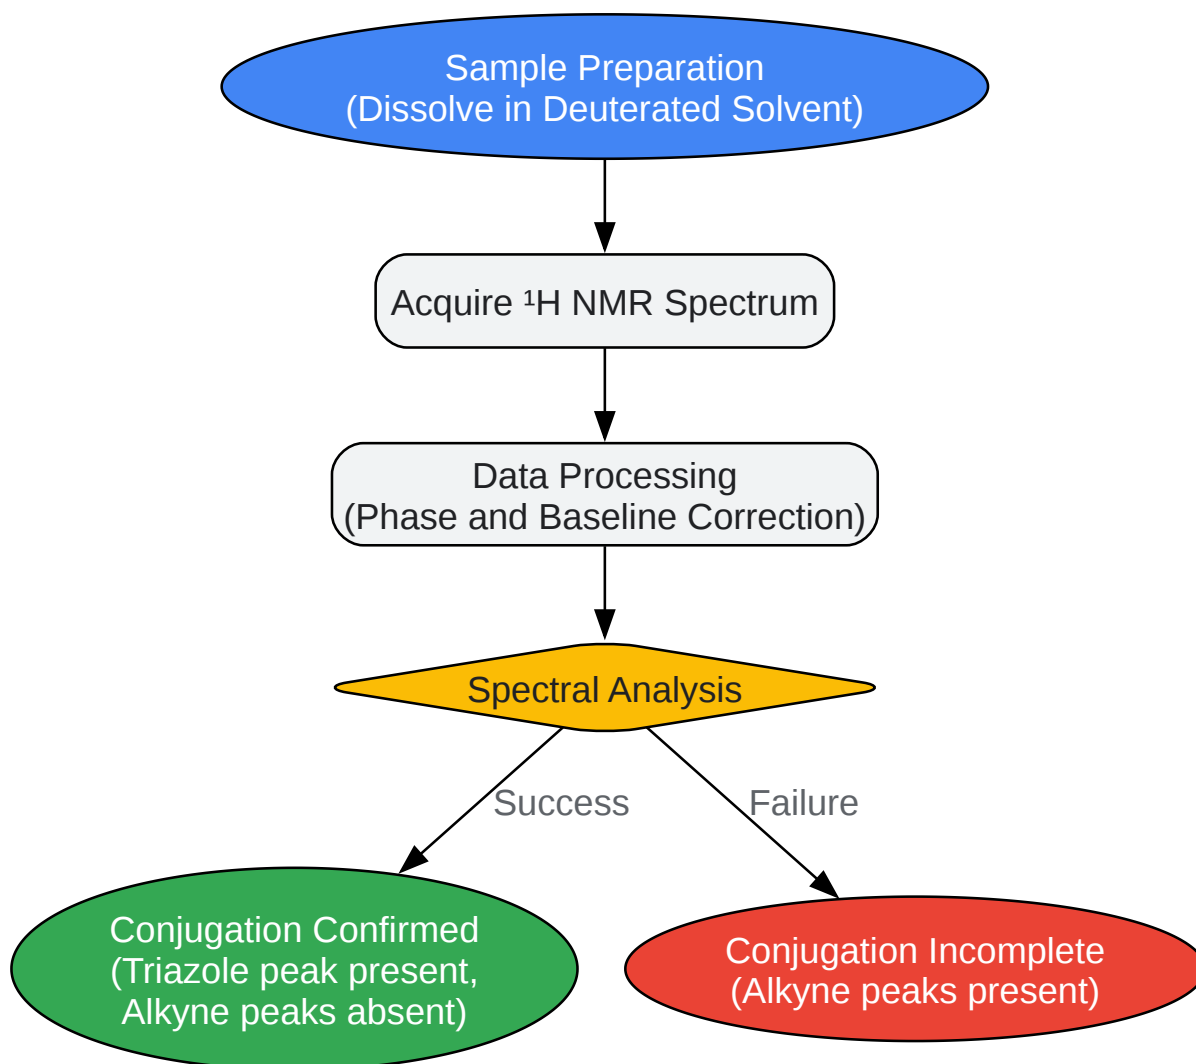 Sample Preparation
(Dissolve in Deuterated Solvent)
Acquire ¹H NMR Spectrum
Data Processing
(Phase and Baseline Correction)
Spectral Analysis
Success
Failure
Conjugation Confirmed
(Triazole peak present,
Alkyne peaks absent)
Conjugation Incomplete
(Alkyne peaks present)